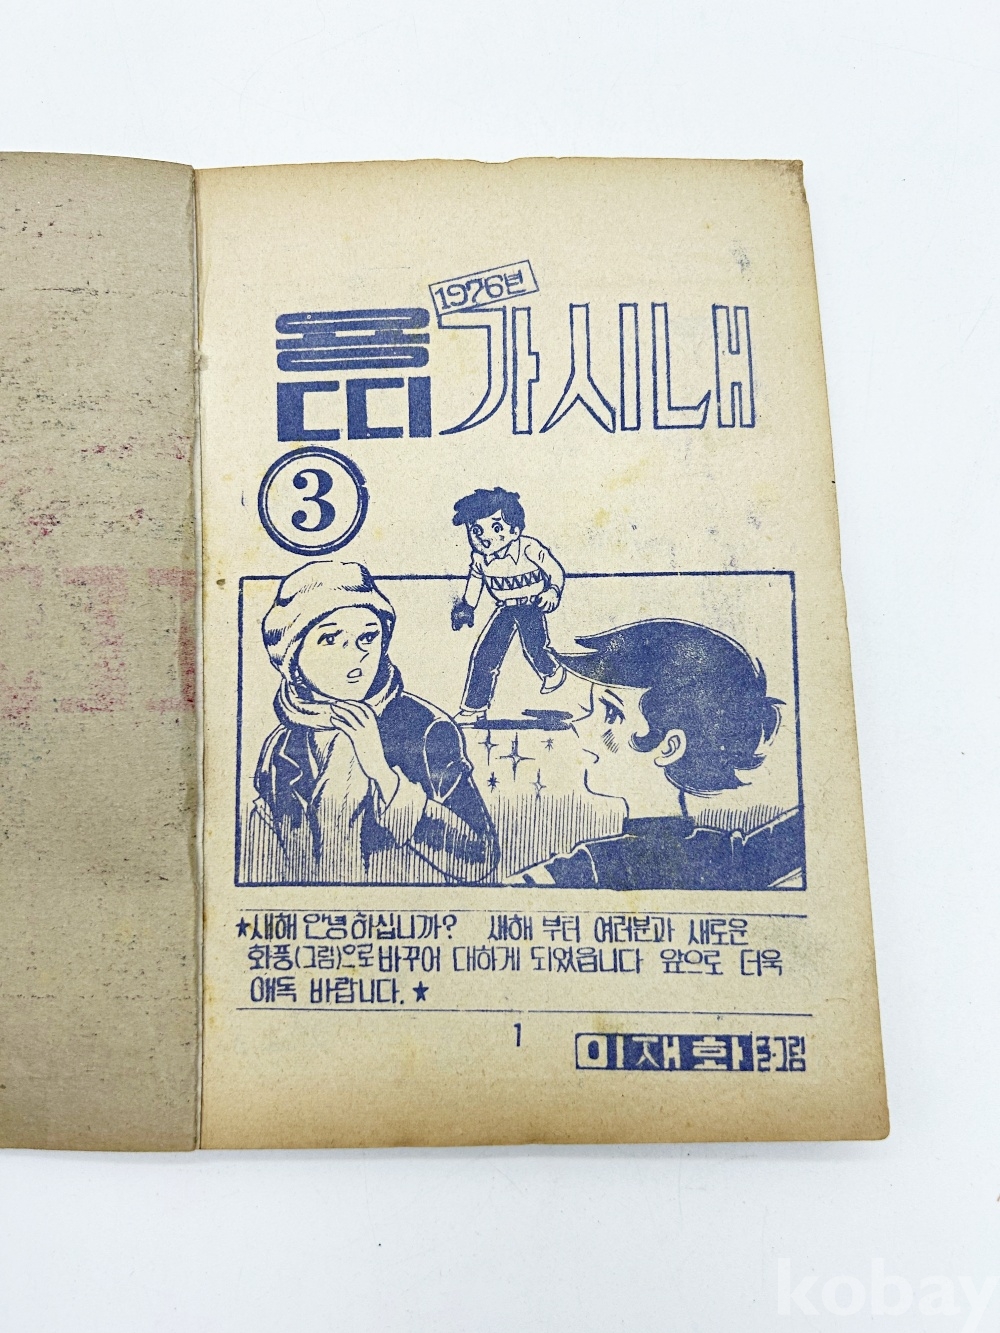 1976년
용띠 가시내
3
★새해 안녕하십니까? 새해 부터 여러분과 새로운
화풍(그림)으로 바꾸어 대하게 되었읍니다 앞으로 더욱
애독 바랍니다.★
1
이재화 글·그림
kobay